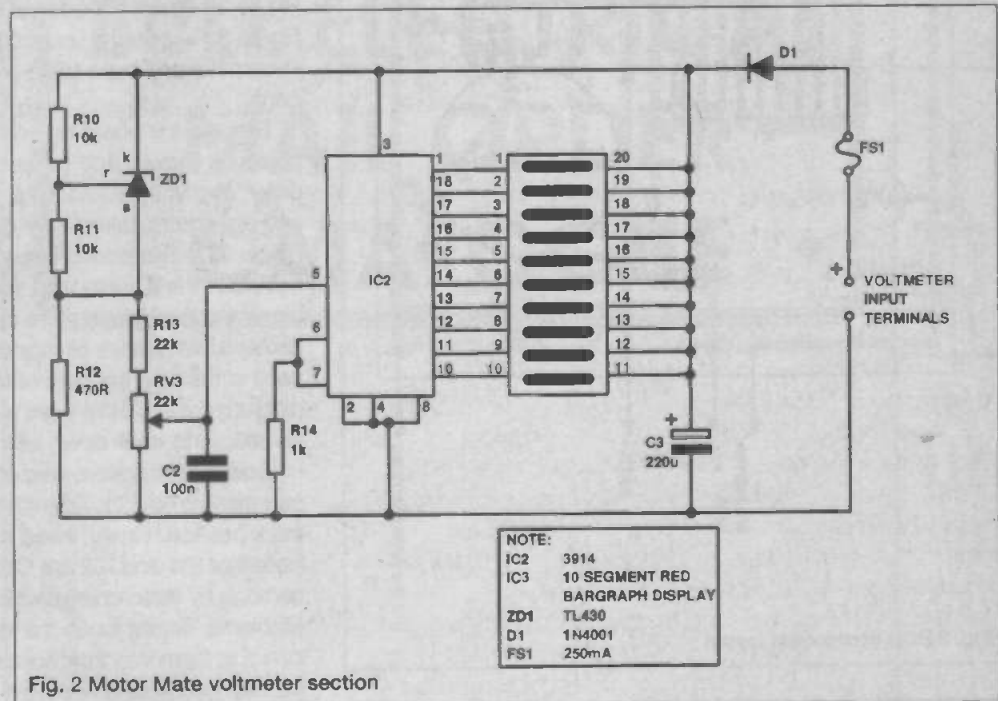 D1
R10
10k
k
r
ZD1
a
R11
10k
R13
22k
R12
470R
RV3
22k
C2
100n
R14
1k
3
5
6
7
2
4
8
IC2
1
18
17
16
15
14
13
12
11
10
1
2
3
4
5
6
7
8
9
10
20
19
18
17
16
15
14
13
12
11
FS1
+
VOLTMETER
INPUT
TERMINALS
+
C3
220u
NOTE:
IC2 3914
IC3 10 SEGMENT RED
BARGRAPH DISPLAY
ZD1 TL430
D1 1N4001
FS1 250mA
Fig. 2 Motor Mate voltmeter section